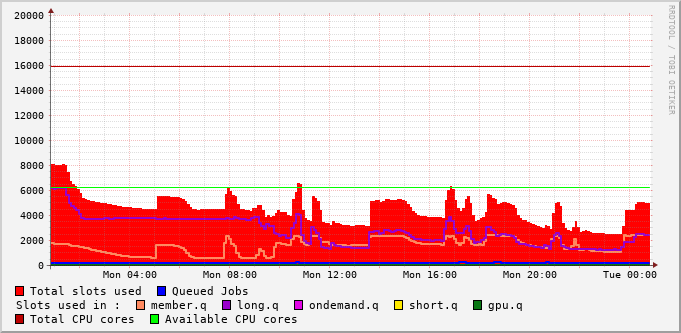 RRDTOOL / TOBI OETIKER
20000
18000
16000
14000
12000
10000
8000
6000
4000
2000
0
Mon 04:00 Mon 08:00 Mon 12:00 Mon 16:00 Mon 20:00 Tue 00:00
Total slots used Queued Jobs
Slots used in : member.q long.q ondemand.q short.q gpu.q
Total CPU cores Available CPU cores